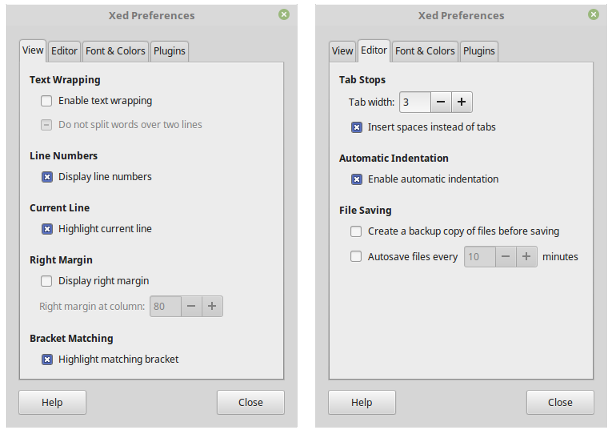 Xed Preferences
View Editor Font & Colors Plugins
Text Wrapping
Enable text wrapping
Do not split words over two lines
Line Numbers
Display line numbers
Current Line
Highlight current line
Right Margin
Display right margin
Right margin at column: 80
Bracket Matching
Highlight matching bracket
Help Close
Xed Preferences
View Editor Font & Colors Plugins
Tab Stops
Tab width: 3
Insert spaces instead of tabs
Automatic Indentation
Enable automatic indentation
File Saving
Create a backup copy of files before saving
Autosave files every 10 minutes
Help Close